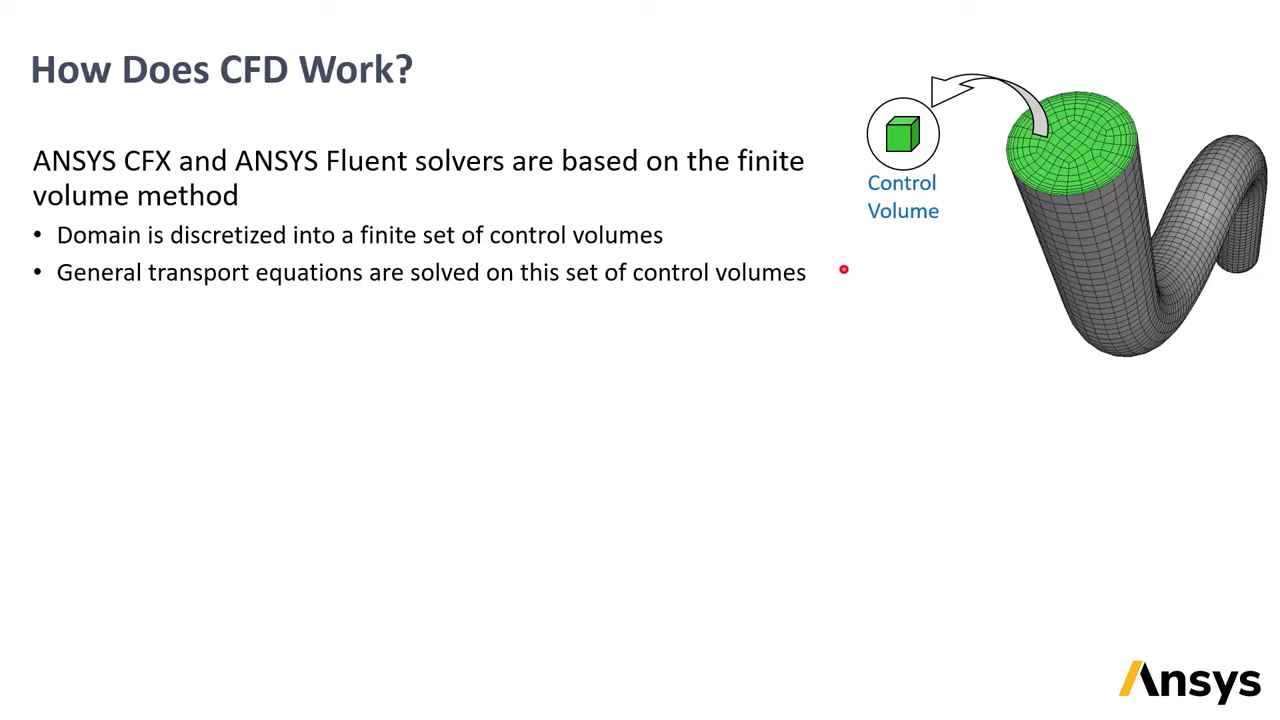 How Does CFD Work?
ANSYS CFX and ANSYS Fluent solvers are based on the finite
volume method
• Domain is discretized into a finite set of control volumes
• General transport equations are solved on this set of control volumes
Control
Volume
Ansys